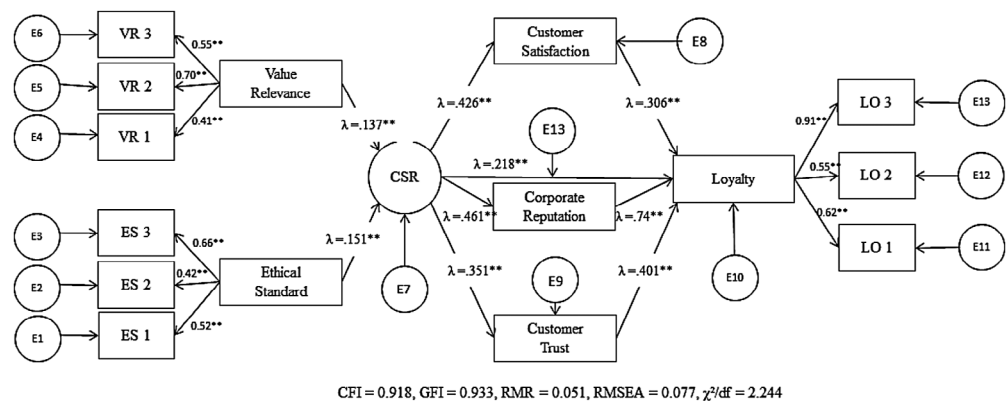 E6
VR 3
0.55**
E5
VR 2
0.70**
E4
VR 1
0.41**
Value
Relevance
λ=.137**
E3
ES 3
0.66**
E2
ES 2
0.42**
E1
ES 1
0.52**
Ethical
Standard
λ=.151**
CSR
E7
λ=.426**
Customer
Satisfaction
E8
λ=.306**
E13
λ=.218**
λ=.461**
Corporate
Reputation
λ=.74**
λ=.351**
E9
Customer
Trust
λ=.401**
Loyalty
E10
0.91**
LO 3
E13
0.55**
LO 2
E12
0.62**
LO 1
E11
CFI = 0.918, GFI = 0.933, RMR = 0.051, RMSEA = 0.077, χ²/df = 2.244